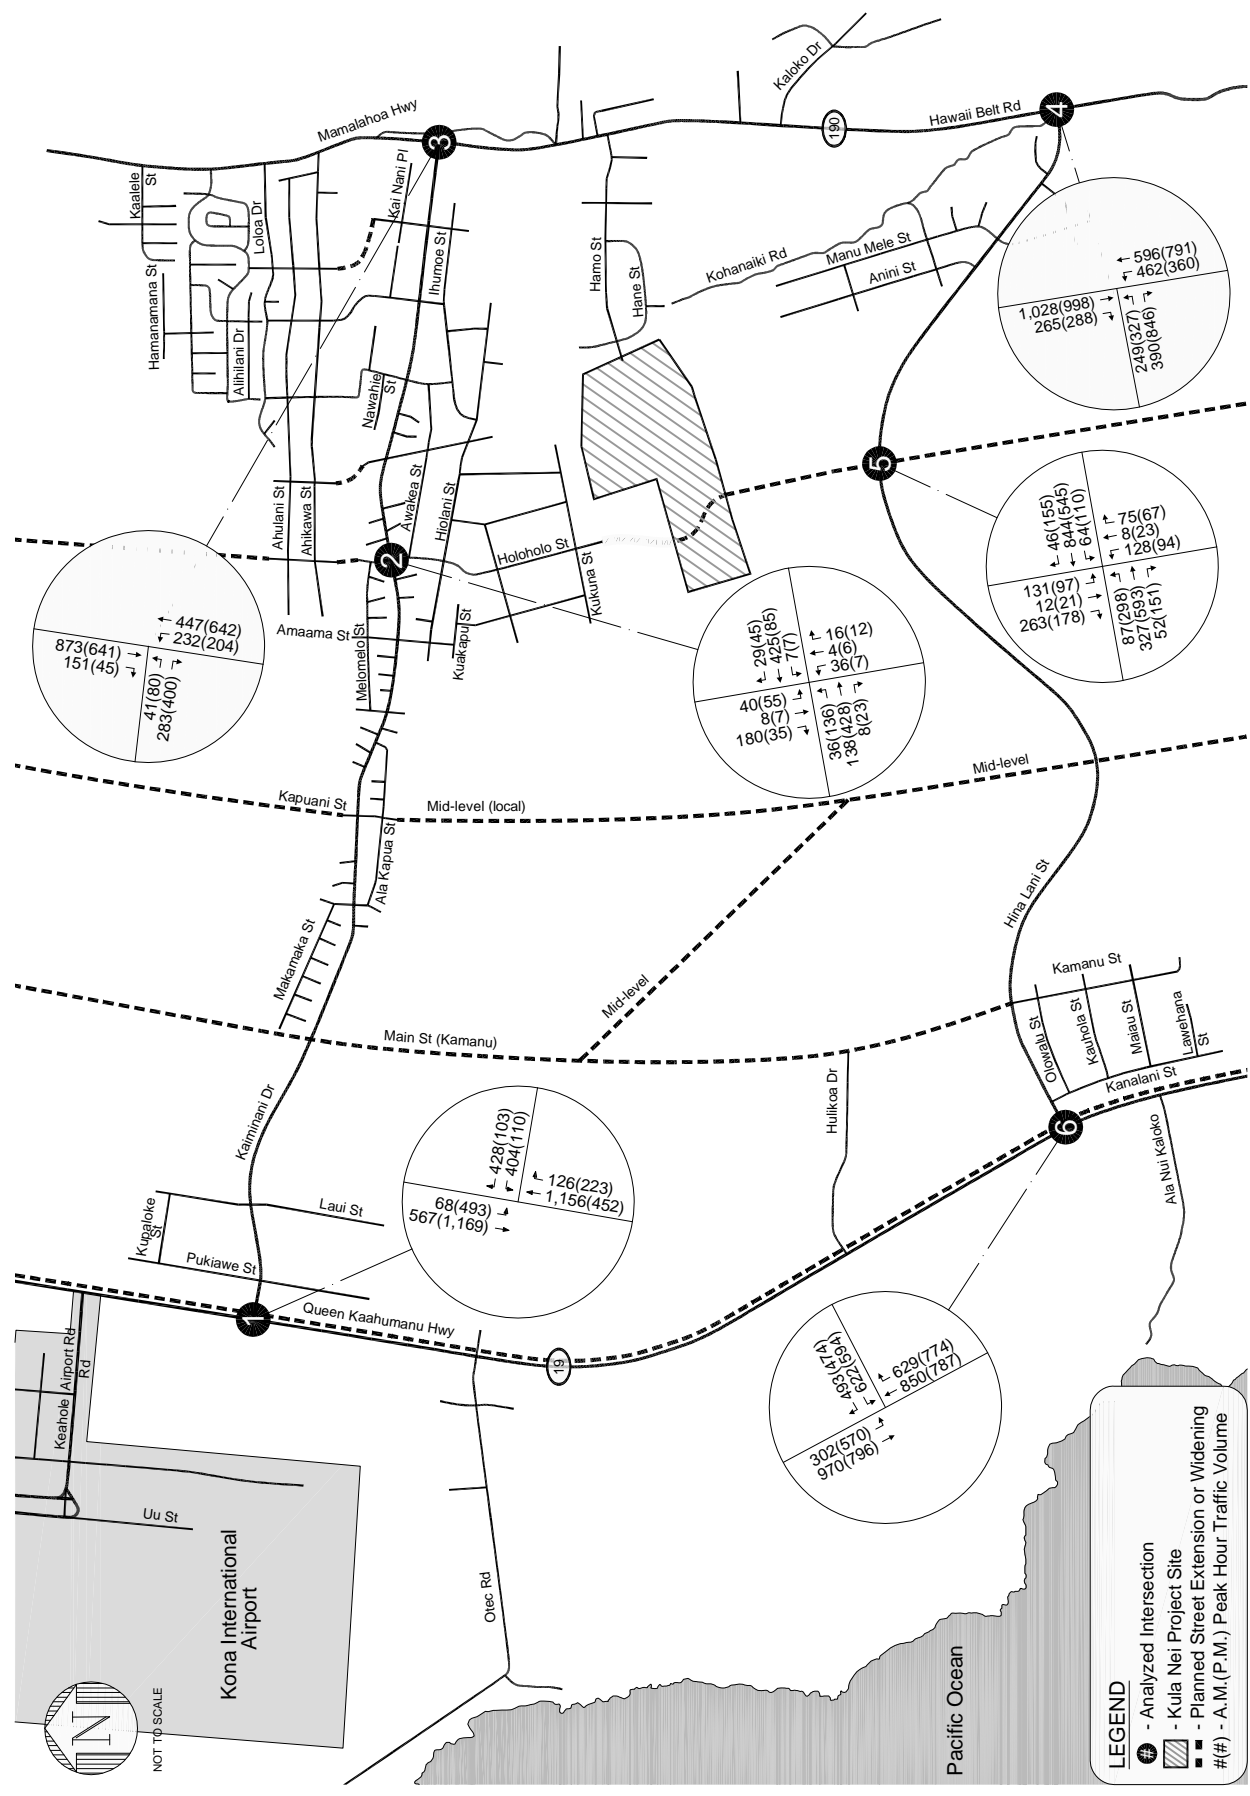 Mamalahoa Hwy
3
Kaalele
St
Kai Nani Pl
Loloa Dr
Hamanamana St
Alihilani Dr
Ihumoe St
Nawahie
St
Ahulani St
Ahikawa St
Awakea St
Hiolani St
2
Holoholo St
Kukuna St
Amaama St
Melomelo St
Kuakapu St
Hamo St
Hane St
Kaloko Dr
190
Hawaii Belt Rd
4
Kohanaiki Rd
Manu Mele St
Anini St
5
596(791)
462(360)
1,028(998)
265(288)
249(327)
390(846)
447(642)
232(204)
873(641)
151(45)
41(80)
283(400)
29(45)
425(85)
7(7)
16(12)
4(6)
36(7)
40(55)
8(7)
180(35)
36(136)
138(428)
8(23)
46(155)
844(545)
64(110)
75(67)
8(23)
128(94)
131(97)
12(21)
263(178)
87(298)
327(593)
52(151)
Kapuani St
Mid-level (local)
Mid-level
Ala Kapua St
Makamaka St
Hina Lani St
Mid-level
Main St (Kamanu)
Kamanu St
Olowalu St
Kauhola St
Maiau St
Lawehana
St
Kanalani St
Kaiminani Dr
Hulikoa Dr
6
Ala Nui Kaloko
Kupaloke
St
Laui St
Pukiawe St
1
Queen Kaahumanu Hwy
19
428(103)
404(110)
126(223)
1,156(452)
68(493)
567(1,169)
493(474)
622(594)
629(774)
850(787)
302(570)
970(796)
Keahole Airport Rd
Rd
Uu St
Otec Rd
Kona International
Airport
Pacific Ocean
N
NOT TO SCALE
LEGEND
# - Analyzed Intersection
- Kula Nei Project Site
- Planned Street Extension or Widening
#(#) - A.M.(P.M.) Peak Hour Traffic Volume